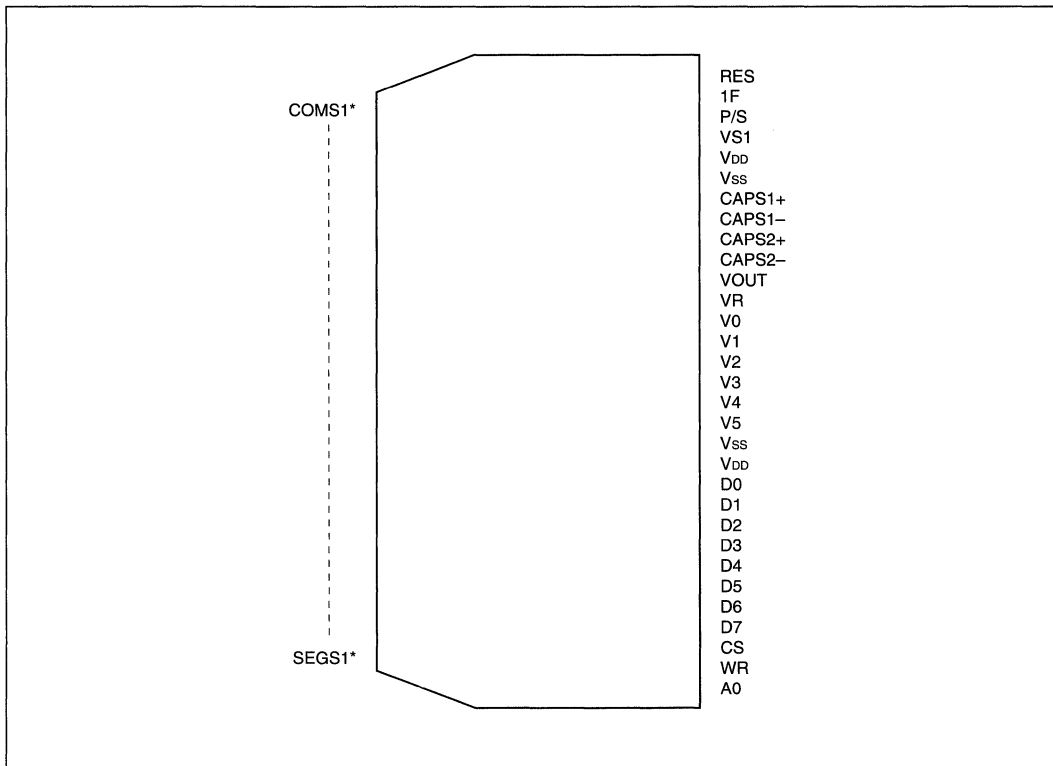 COMS1*
SEGS1*
RES
1F
P/S
VS1
VDD
VSS
CAPS1+
CAPS1–
CAPS2+
CAPS2–
VOUT
VR
V0
V1
V2
V3
V4
V5
VSS
VDD
D0
D1
D2
D3
D4
D5
D6
D7
CS
WR
A0